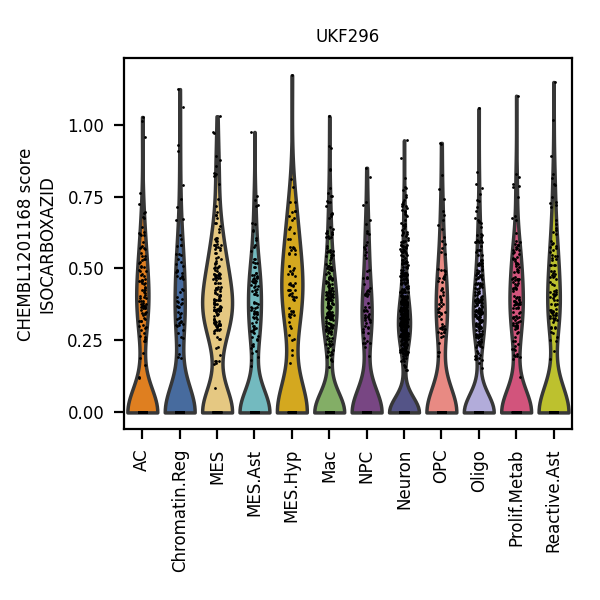 UKF296
CHEMBL1201168 score
ISOCARBOXAZID
1.00
0.75
0.50
0.25
0.00
AC
Chromatin.Reg
MES
MES.Ast
MES.Hyp
Mac
NPC
Neuron
OPC
Oligo
Prolif.Metab
Reactive.Ast